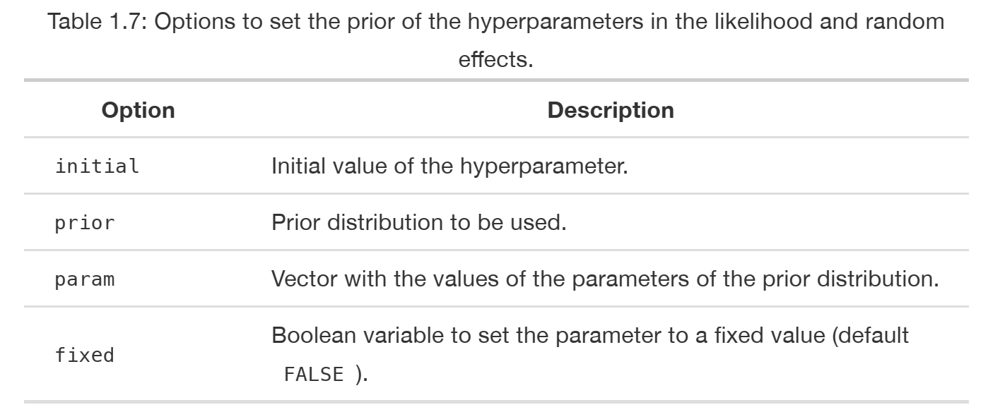 Table 1.7: Options to set the prior of the hyperparameters in the likelihood and random
effects.
Option Description
initial Initial value of the hyperparameter.
prior Prior distribution to be used.
param Vector with the values of the parameters of the prior distribution.
fixed Boolean variable to set the parameter to a fixed value (default
FALSE ).